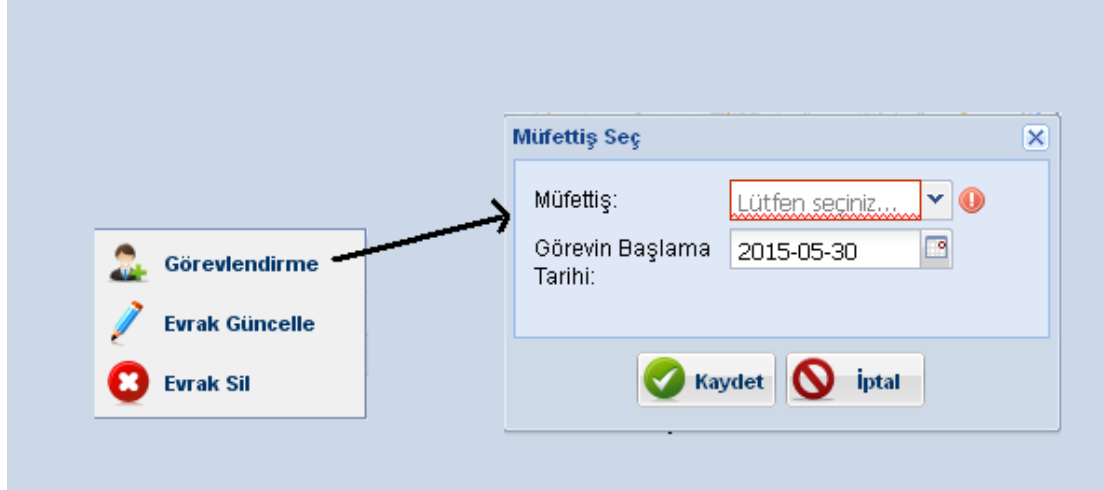 Müfettiş Seç
Müfettiş:
Lütfen seçiniz...
Görevin Başlama
Tarihi:
2015-05-30
Görevlendirme
Evrak Güncelle
Evrak Sil
Kaydet
İptal